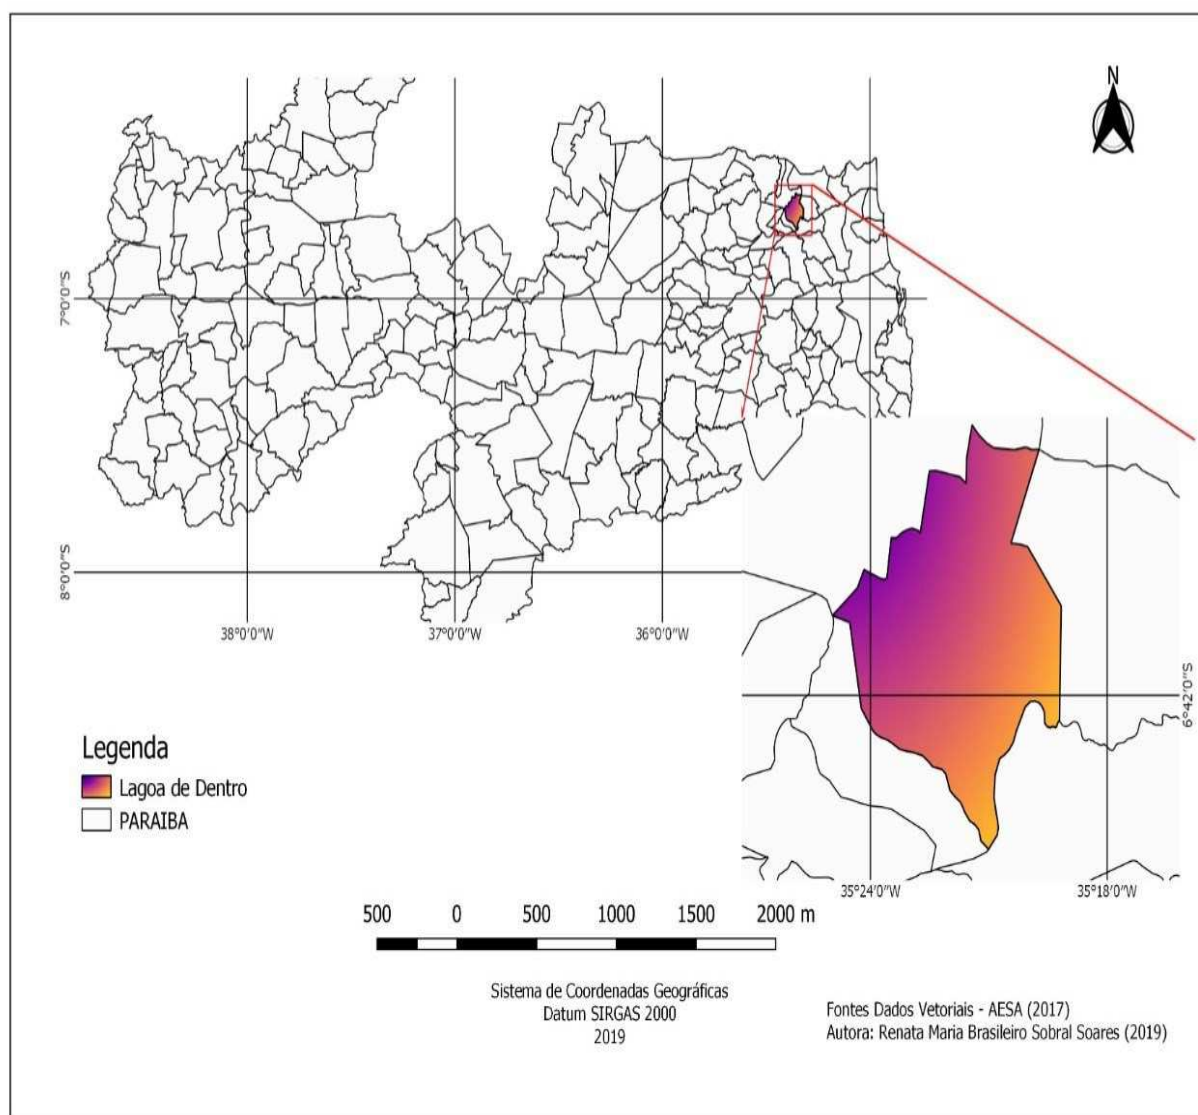 N
7°0'0"S
8°0'0"S
38°0'0"W
37°0'0"W
36°0'0"W
6°42'0"S
35°24'0"W
35°18'0"W
Legenda
Lagoa de Dentro
PARAIBA
500 0 500 1000 1500 2000 m
Sistema de Coordenadas Geográficas
Datum SIRGAS 2000
2019
Fontes Dados Vetoriais - AESA (2017)
Autora: Renata Maria Brasileiro Sobral Soares (2019)